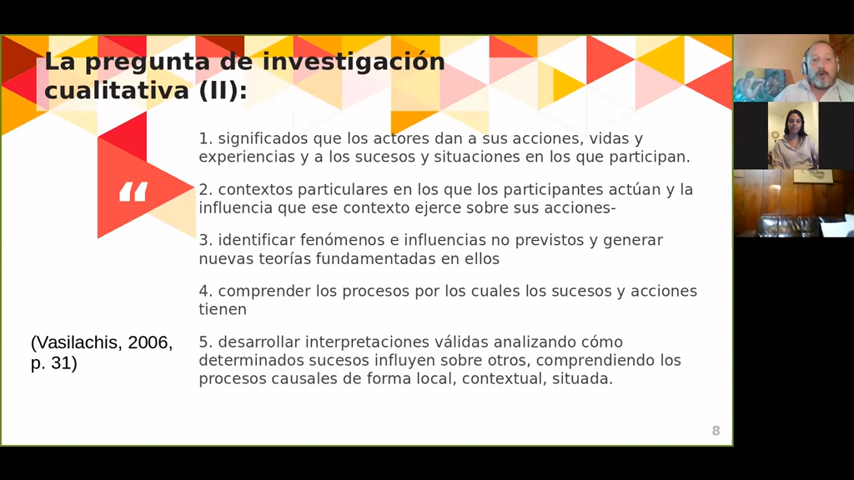 La pregunta de investigación
cualitativa (II):
“
1. significados que los actores dan a sus acciones, vidas y
experiencias y a los sucesos y situaciones en los que participan.
2. contextos particulares en los que los participantes actúan y la
influencia que ese contexto ejerce sobre sus acciones-
3. identificar fenómenos e influencias no previstos y generar
nuevas teorías fundamentadas en ellos
4. comprender los procesos por los cuales los sucesos y acciones
tienen
(Vasilachis, 2006,
p. 31)
5. desarrollar interpretaciones válidas analizando cómo
determinados sucesos influyen sobre otros, comprendiendo los
procesos causales de forma local, contextual, situada.
8